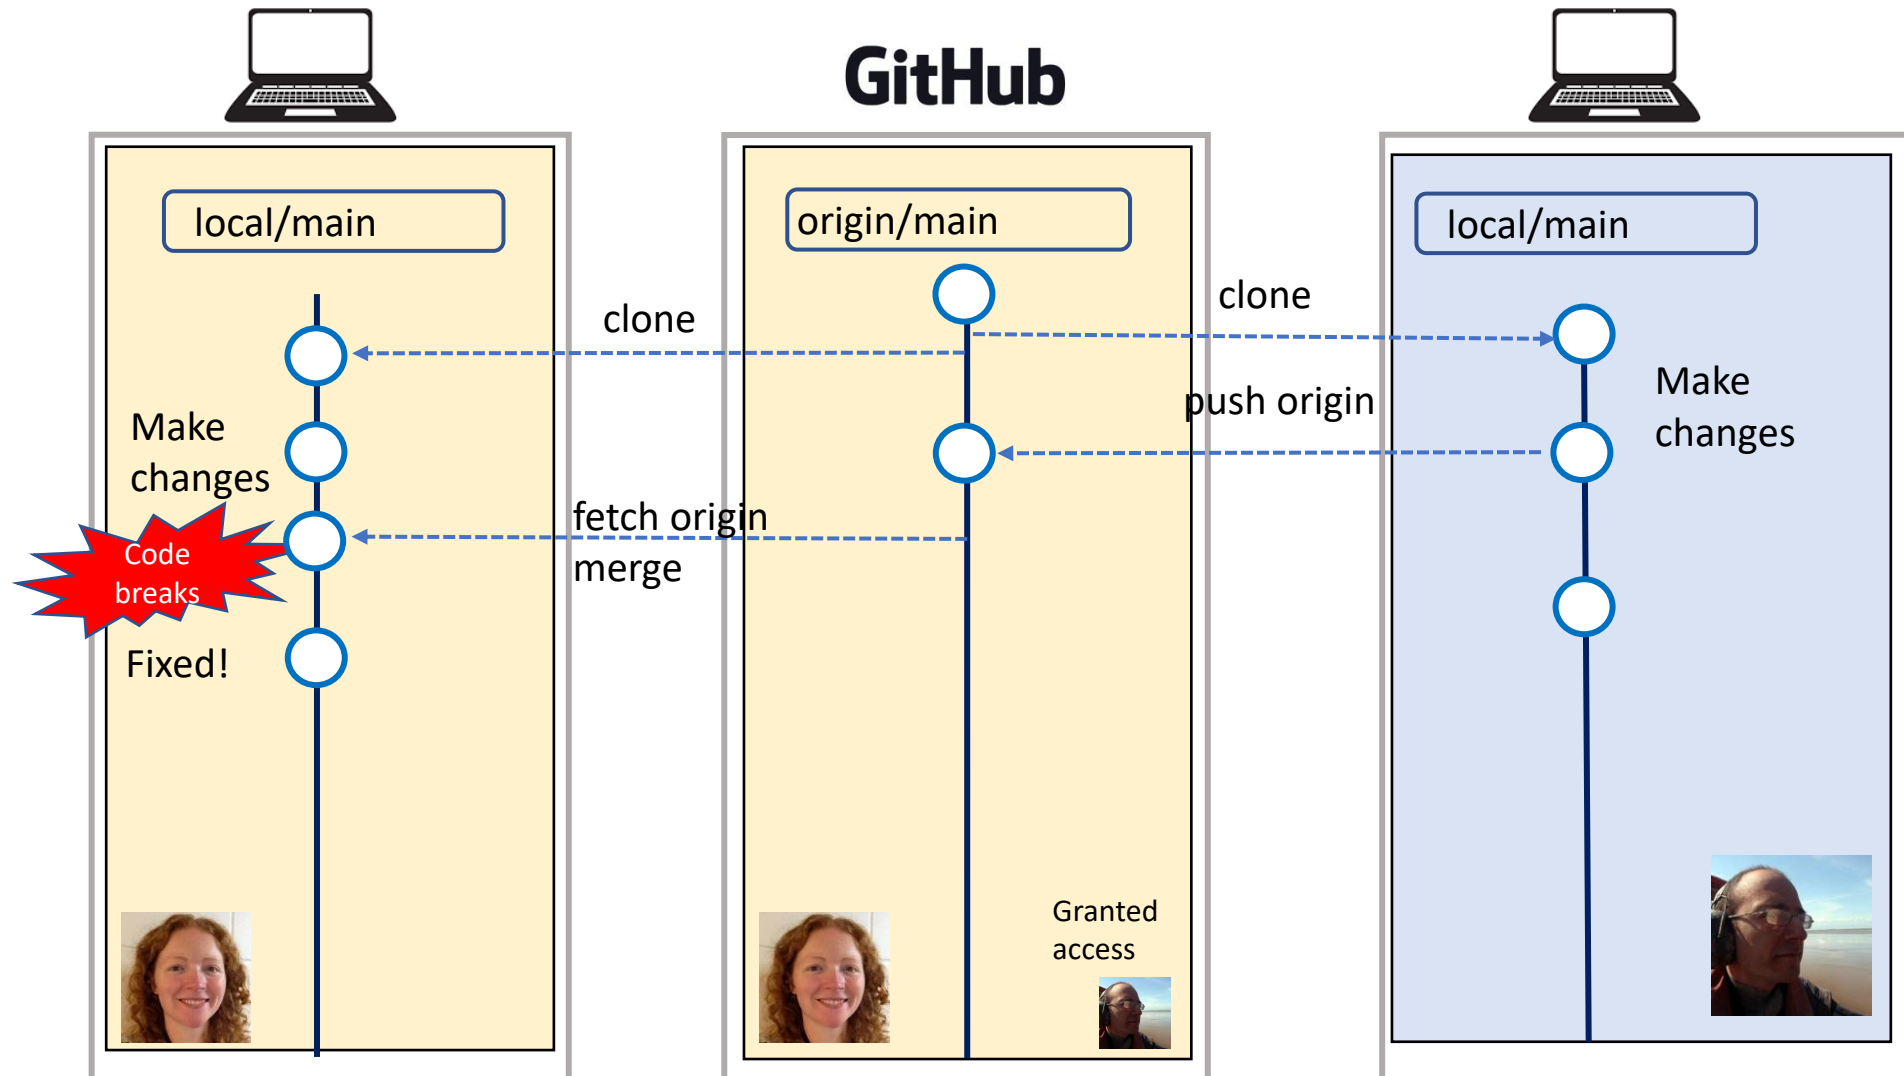 GitHub
local/main
origin/main
local/main
clone
clone
Make
changes
push origin
Make
changes
fetch origin
merge
Code
breaks
Fixed!
Granted
access